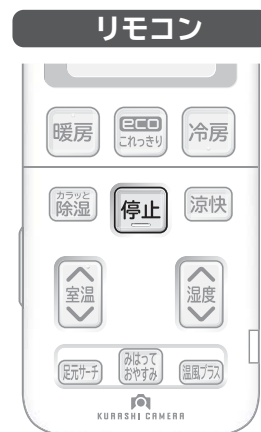 リモコン
暖房
eco
これっきり
冷房
カラッと
除湿
停止
涼快
室温
湿度
足元サーチ
みはって
おやすみ
温風プラス
KURASHI CAMERA